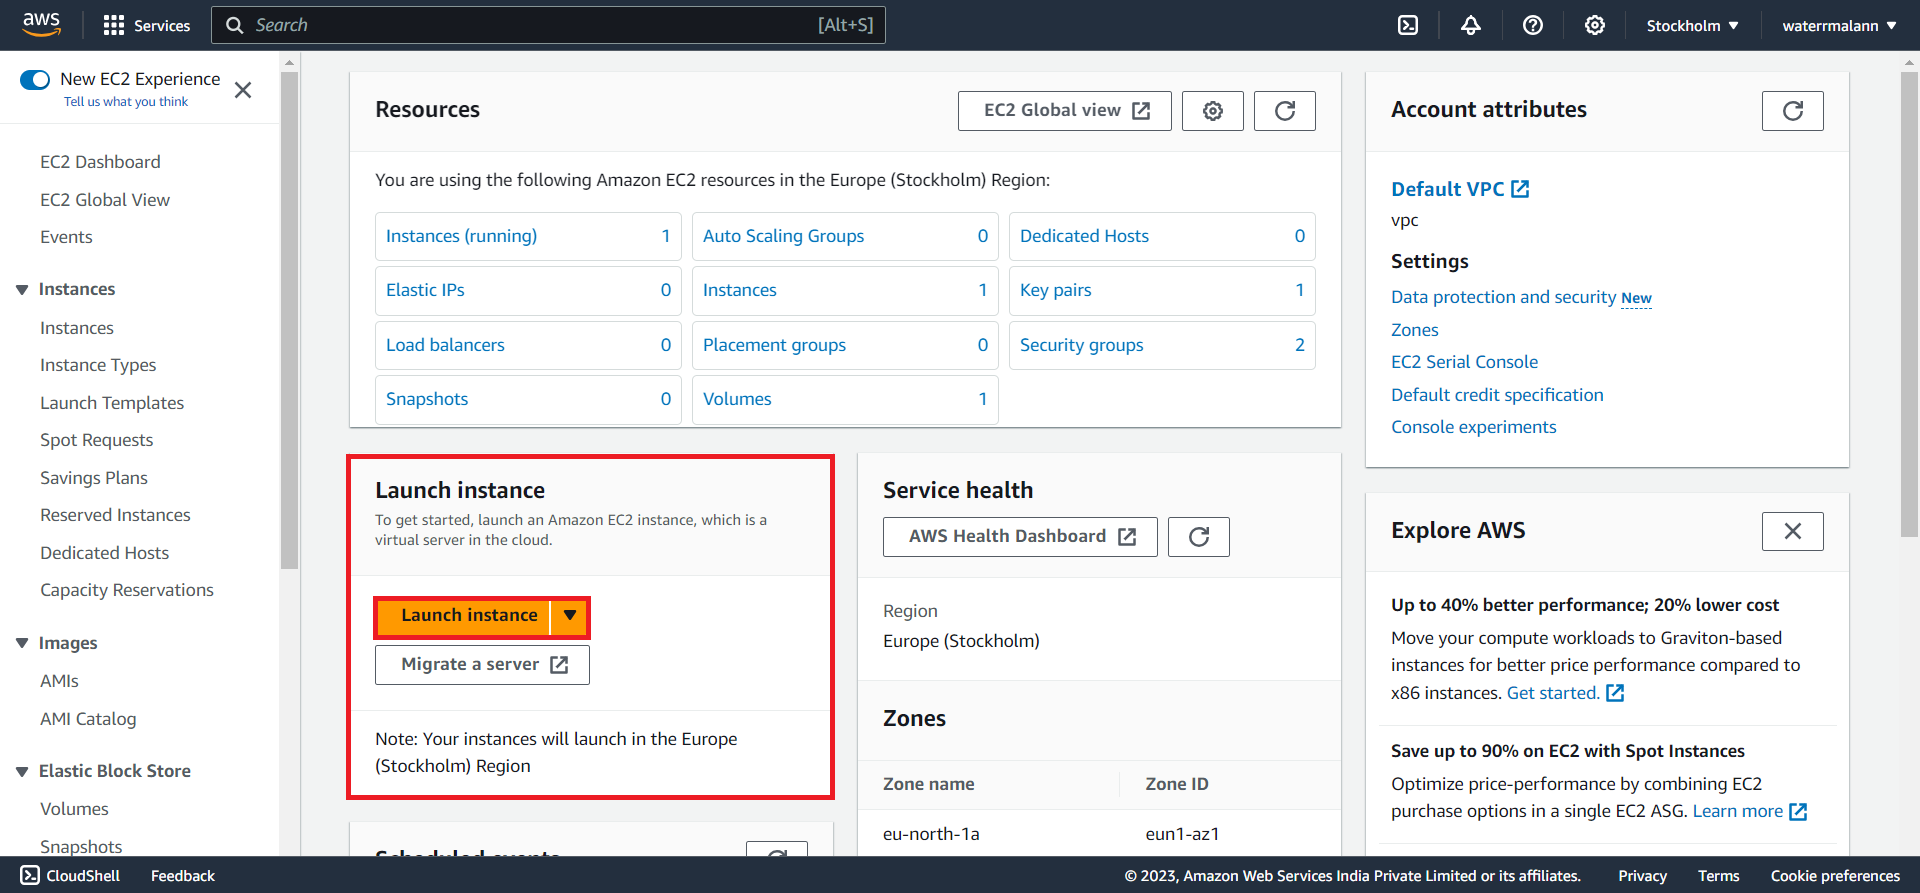 aws
Services
Search
[Alt+S]
Stockholm
waterrmalann
New EC2 Experience
Tell us what you think
EC2 Dashboard
EC2 Global View
Events
Instances
Instances
Instance Types
Launch Templates
Spot Requests
Savings Plans
Reserved Instances
Dedicated Hosts
Capacity Reservations
Images
AMIs
AMI Catalog
Elastic Block Store
Volumes
Snapshots
Resources
EC2 Global view
You are using the following Amazon EC2 resources in the Europe (Stockholm) Region:
Instances (running) 1
Auto Scaling Groups 0
Dedicated Hosts 0
Elastic IPs 0
Instances 1
Key pairs 1
Load balancers 0
Placement groups 0
Security groups 2
Snapshots 0
Volumes 1
Launch instance
To get started, launch an Amazon EC2 instance, which is a
virtual server in the cloud.
Launch instance
Migrate a server
Note: Your instances will launch in the Europe
(Stockholm) Region
Scheduled events
Service health
AWS Health Dashboard
Region
Europe (Stockholm)
Zones
Zone name Zone ID
eu-north-1a eun1-az1
Account attributes
Default VPC
vpc
Settings
Data protection and security New
Zones
EC2 Serial Console
Default credit specification
Console experiments
Explore AWS
Up to 40% better performance; 20% lower cost
Move your compute workloads to Graviton-based
instances for better price performance compared to
x86 instances. Get started.
Save up to 90% on EC2 with Spot Instances
Optimize price-performance by combining EC2
purchase options in a single EC2 ASG. Learn more
CloudShell
Feedback
© 2023, Amazon Web Services India Private Limited or its affiliates.
Privacy
Terms
Cookie preferences